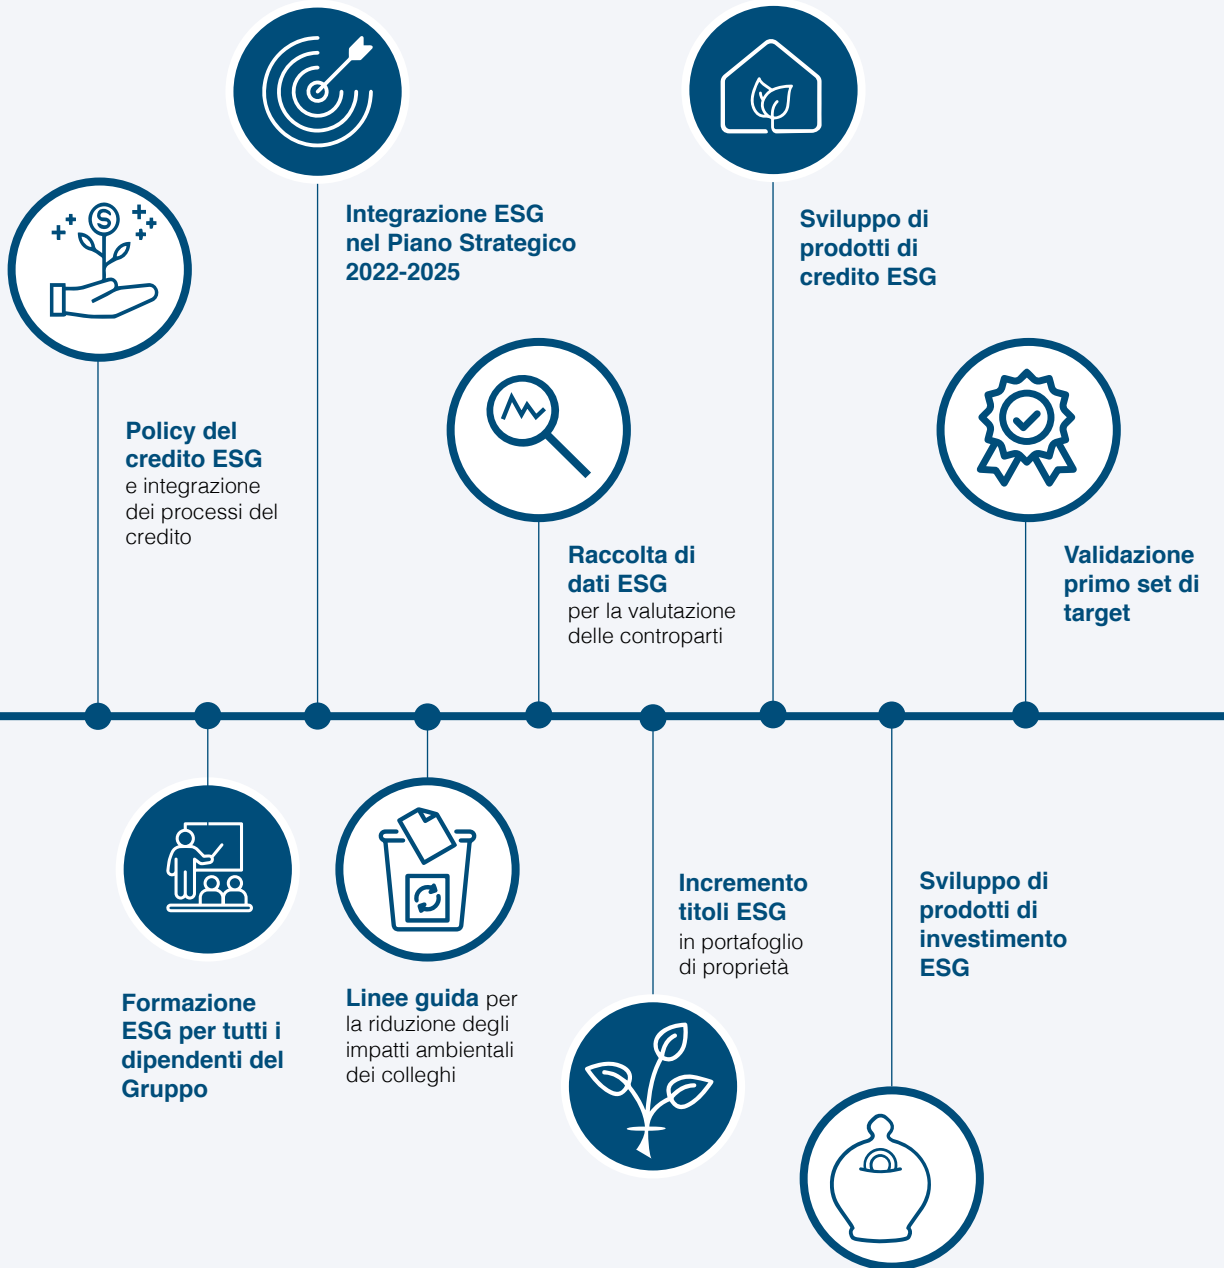 Integrazione ESG
nel Piano Strategico
2022-2025
Sviluppo di
prodotti di
credito ESG
Policy del
credito ESG
e integrazione
dei processi del
credito
Raccolta di
dati ESG
per la valutazione
delle controparti
Validazione
primo set di
target
Formazione
ESG per tutti i
dipendenti del
Gruppo
Linee guida per
la riduzione degli
impatti ambientali
dei colleghi
Incremento
titoli ESG
in portafoglio
di proprietà
Sviluppo di
prodotti di
investimento
ESG